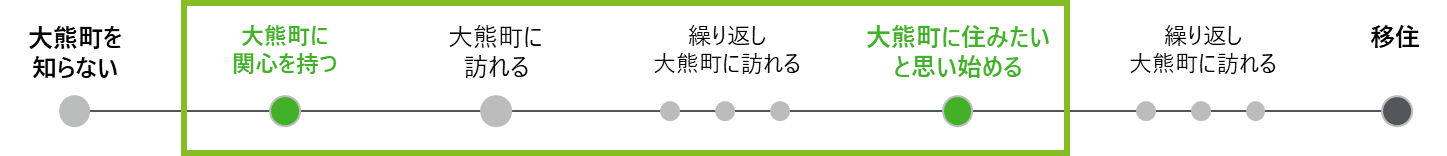 大熊町を
知らない
大熊町に
関心を持つ
大熊町に
訪れる
繰り返し
大熊町に訪れる
大熊町に住みたい
と思い始める
繰り返し
大熊町に訪れる
移住